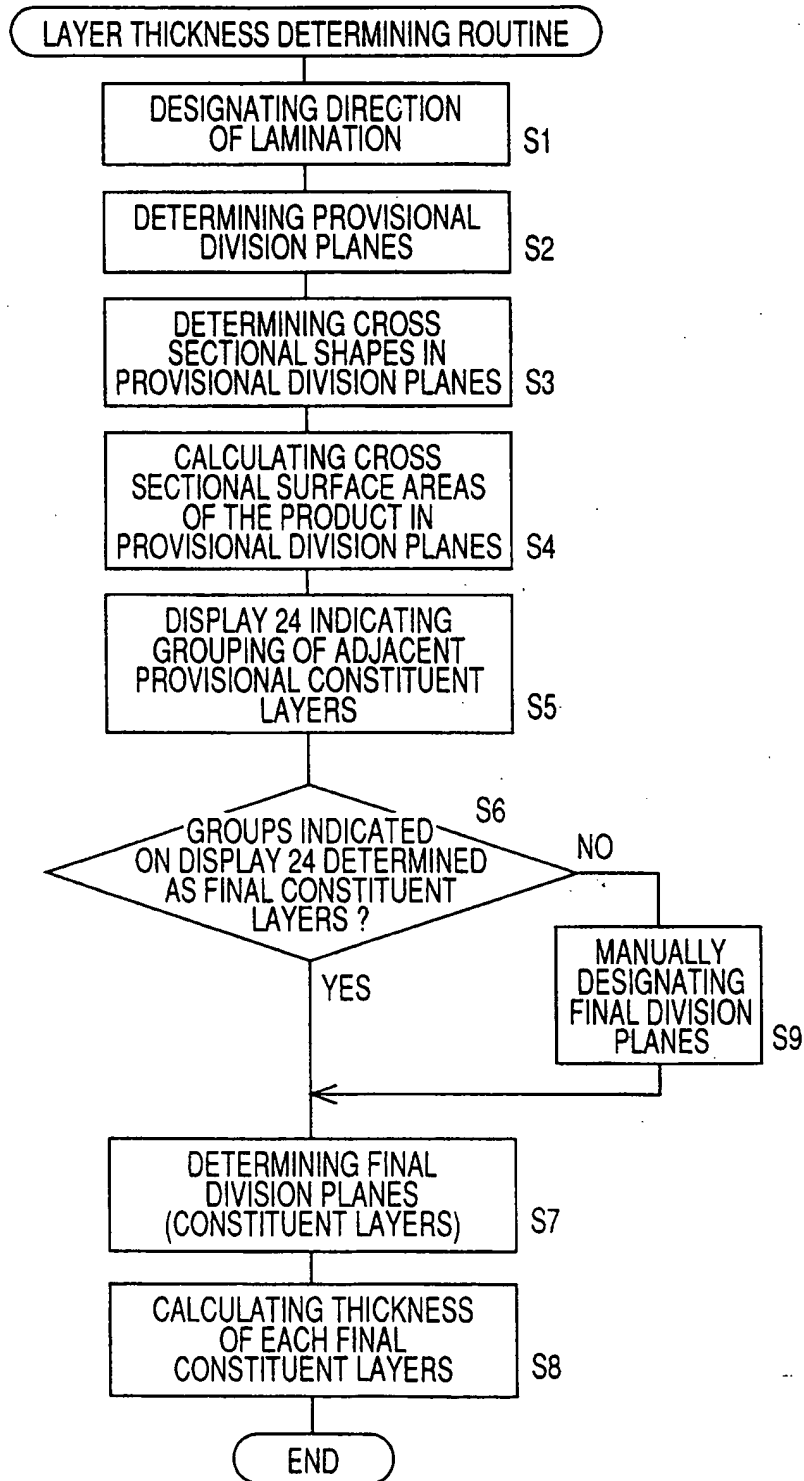 LAYER THICKNESS DETERMINING ROUTINE
DESIGNATING DIRECTION
OF LAMINATION
S1
DETERMINING PROVISIONAL
DIVISION PLANES
S2
DETERMINING CROSS
SECTIONAL SHAPES IN
PROVISIONAL DIVISION PLANES
S3
CALCULATING CROSS
SECTIONAL SURFACE AREAS
OF THE PRODUCT IN
PROVISIONAL DIVISION PLANES
S4
DISPLAY 24 INDICATING
GROUPING OF ADJACENT
PROVISIONAL CONSTITUENT
LAYERS
S5
S6
GROUPS INDICATED
ON DISPLAY 24 DETERMINED
AS FINAL CONSTITUENT
LAYERS ?
NO
YES
MANUALLY
DESIGNATING
FINAL DIVISION
PLANES
S9
DETERMINING FINAL
DIVISION PLANES
(CONSTITUENT LAYERS)
S7
CALCULATING THICKNESS
OF EACH FINAL
CONSTITUENT LAYERS
S8
END